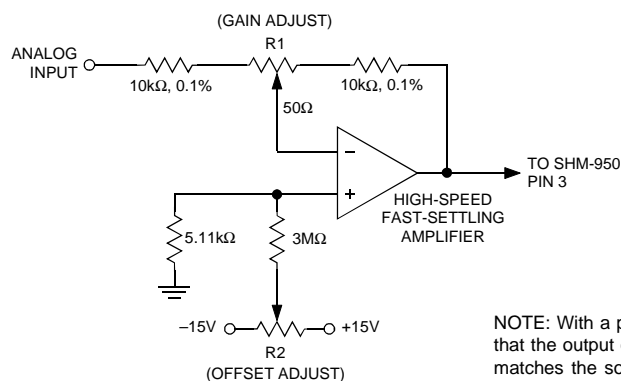 (GAIN ADJUST)
R1
ANALOG
INPUT
10kΩ, 0.1%
10kΩ, 0.1%
50Ω
−
+
TO SHM-950
PIN 3
HIGH-SPEED
FAST-SETTLING
AMPLIFIER
5.11kΩ
3MΩ
–15V
+15V
R2
(OFFSET ADJUST)
NOTE: With a p
that the output
matches the so